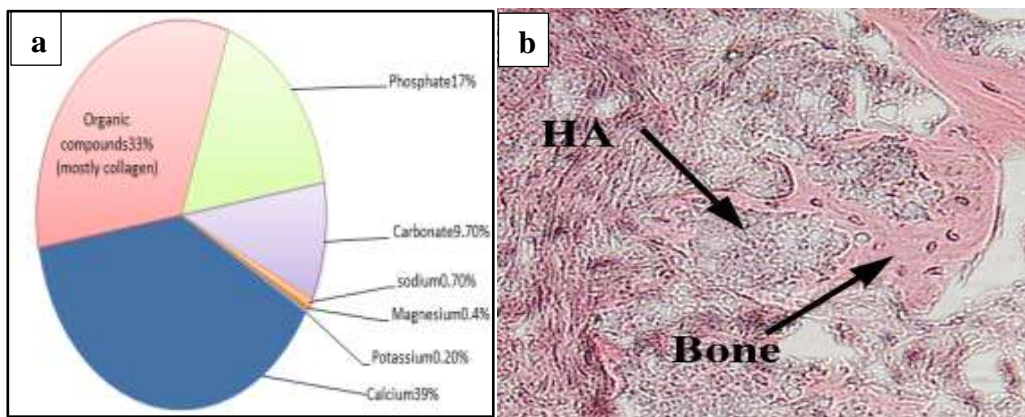 a
Phosphate17%
Organic
compounds33%
(mostly collagen)
Carbonate9.70%
sodium0.70%
Magnesium0.4%
Potassium0.20%
Calcium39%
b
HA
Bone